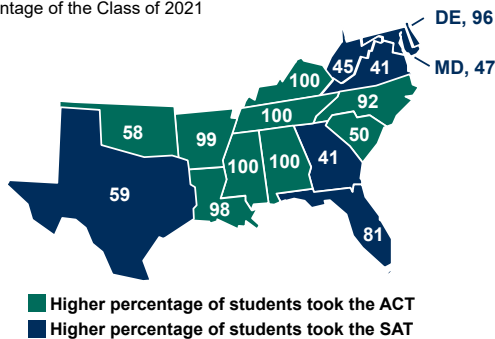 ntage of the Class of 2021
DE, 96
MD, 47
45
41
100
92
100
58
99
50
100
100
41
59
98
81
Higher percentage of students took the ACT
Higher percentage of students took the SAT